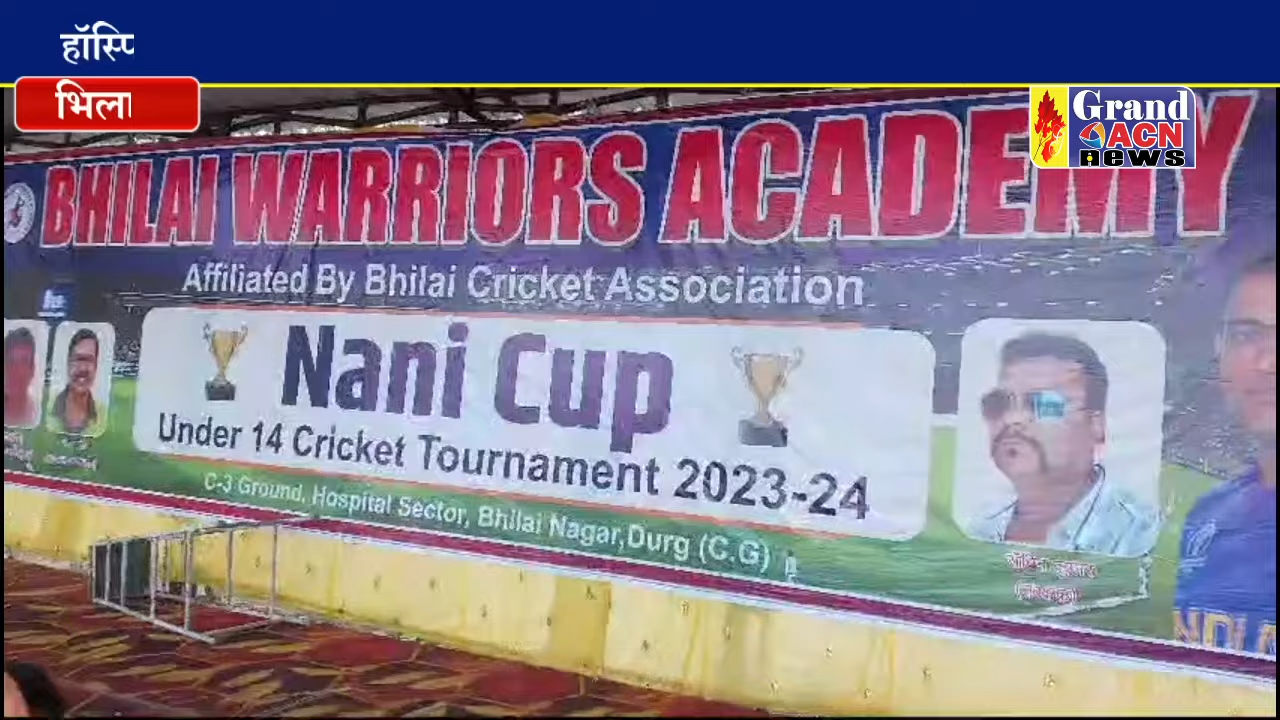 हॉस्पि
भिला
Grand
ACN
news
BHILAI WARRIORS ACADEMY
Affiliated By Bhilai Cricket Association
Nani Cup
Under 14 Cricket Tournament 2023-24
C-3 Ground, Hospital Sector, Bhilai Nagar,Durg (C.G)